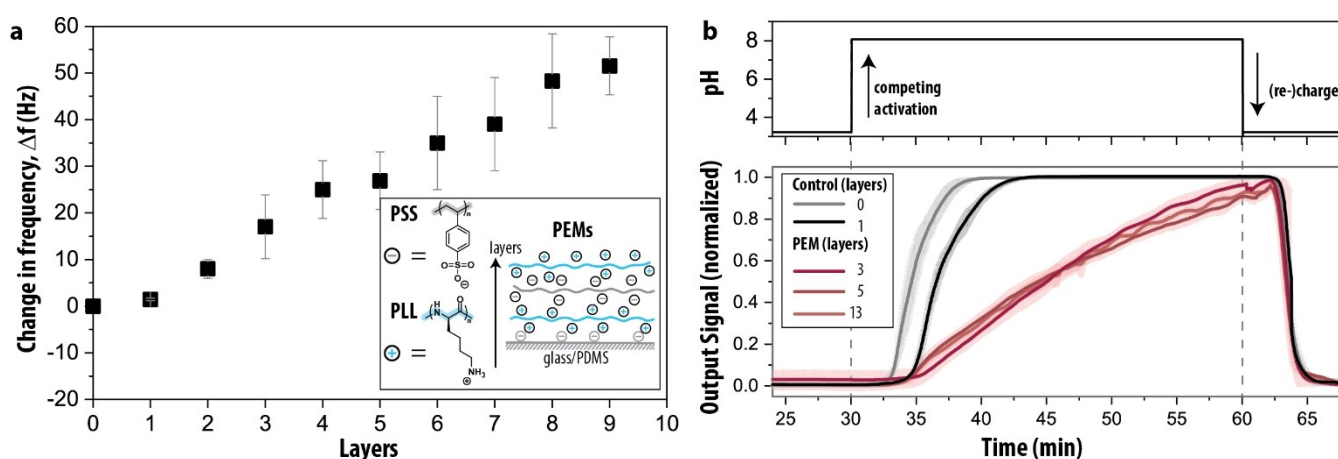 a
Change in frequency, Δf (Hz)
60
50
40
30
20
10
0
-10
-20
0 1 2 3 4 5 6 7 8 9 10
Layers
PSS
n
O=S=O
O
⊖
⊖ =
PLL
H
N
O
n
NH3
⊕
⊕ =
layers
PEMs
glass/PDMS
b
pH
8
6
4
competing
activation
(re-)charge
Output Signal (normalized)
1.0
0.8
0.6
0.4
0.2
0.0
Control (layers)
0
1
PEM (layers)
3
5
13
25 30 35 40 45 50 55 60 65
Time (min)